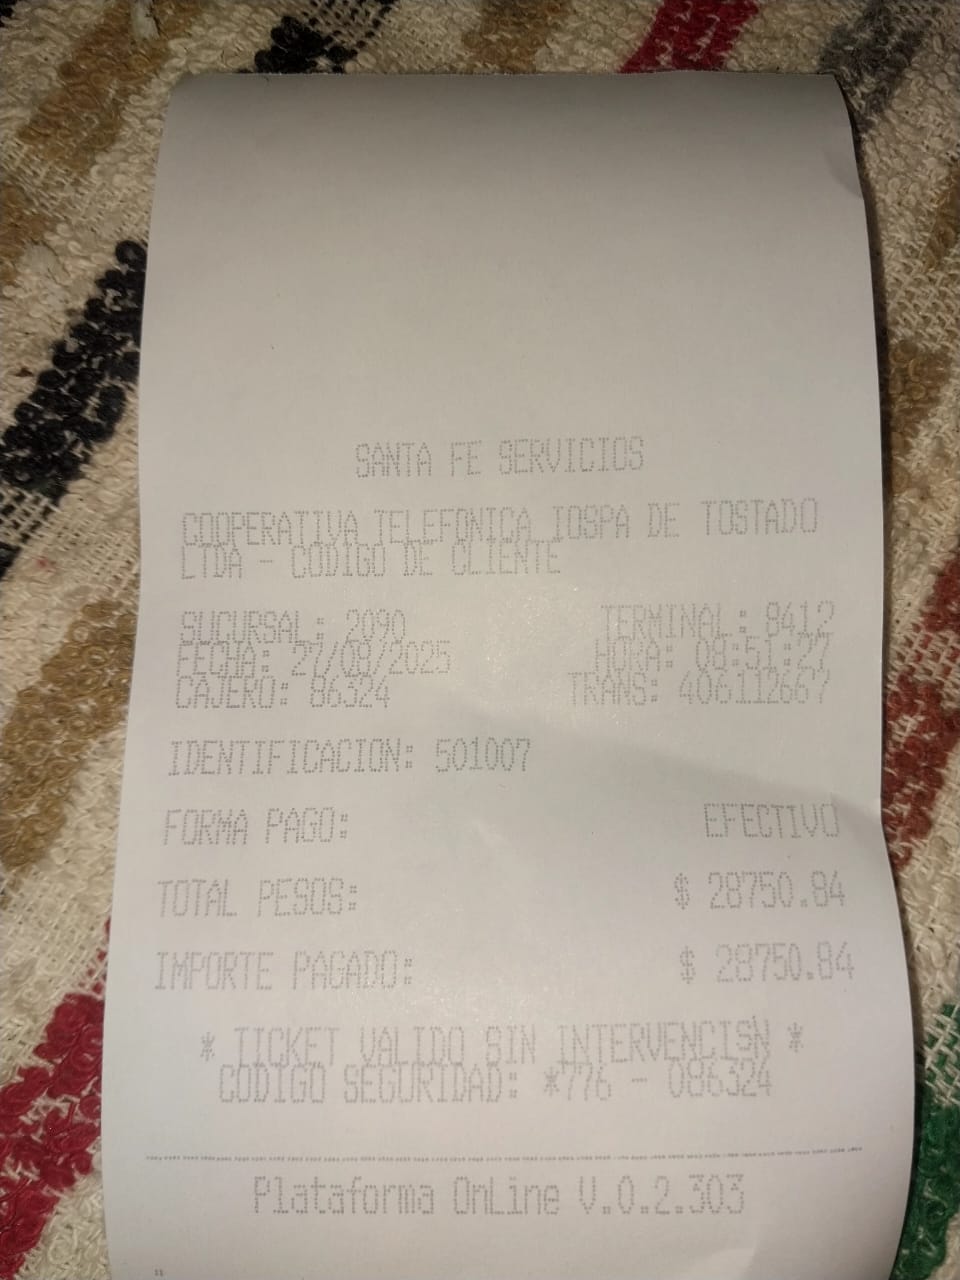 SANTA FE SERVICIOS
COOPERATIVA TELEFONICA TOSPA DE TOSTADO
LTDA - CODIGO DE CLIENTE
SUCURSAL: 2090 TERMINAL: 8412
FECHA: 27/08/2025 HORA: 08:51:27
CAJERO: 86324 TRANS: 406112667
IDENTIFICACION: 501007
FORMA PAGO: EFECTIVO
TOTAL PESOS: $ 28750.84
IMPORTE PAGADO: $ 28750.84
* TICKET VALIDO SIN INTERVENCISN *
CODIGO SEGURIDAD: *776 - 086324
Plataforma OnLine V.0.2.303